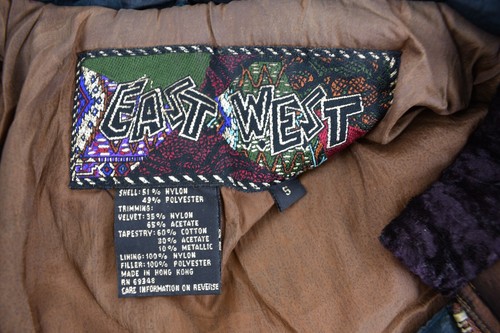 EAST WEST
S
SHELL: 51% NYLON
49% POLYESTER
TRIMMING:
VELVET: 35% NYLON
65% ACETATE
TAPESTRY: 60% COTTON
30% ACETATE
10% METALLIC
LINING: 100% NYLON
FILLER: 100% POLYESTER
MADE IN HONG KONG
RN 69348
CARE INFORMATION ON REVERSE